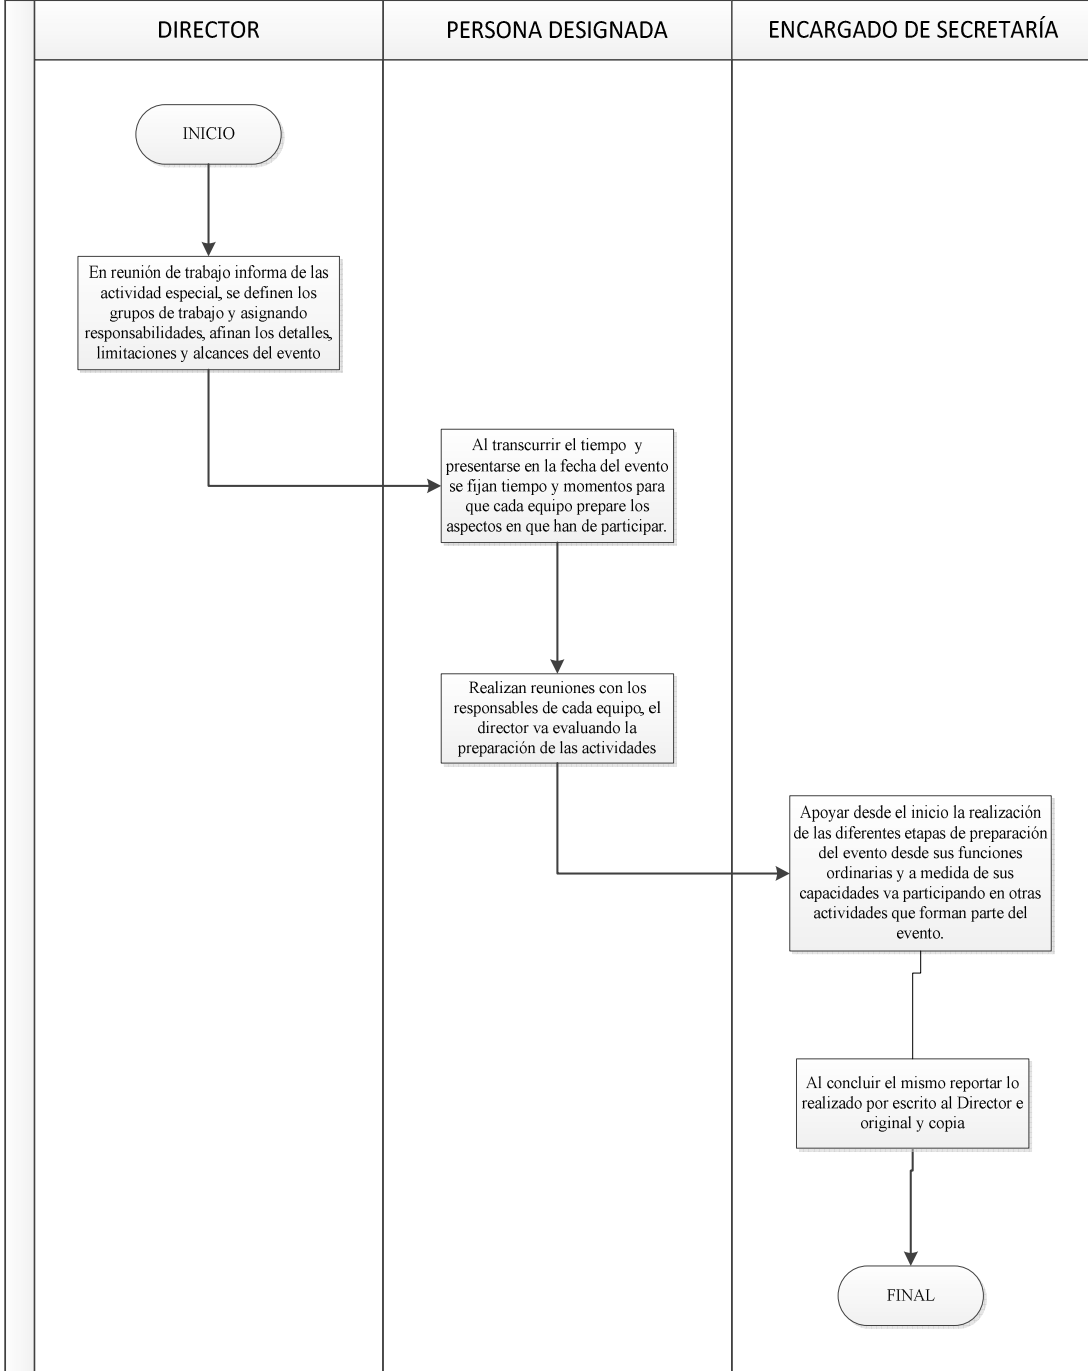 DIRECTOR
PERSONA DESIGNADA
ENCARGADO DE SECRETARÍA
INICIO
En reunión de trabajo informa de las
actividad especial, se definen los
grupos de trabajo y asignando
responsabilidades, afinan los detalles,
limitaciones y alcances del evento
Al transcurrir el tiempo y
presentarse en la fecha del evento
se fijan tiempo y momentos para
que cada equipo prepare los
aspectos en que han de participar.
Realizan reuniones con los
responsables de cada equipo, el
director va evaluando la
preparación de las actividades
Apoyar desde el inicio la realización
de las diferentes etapas de preparación
del evento desde sus funciones
ordinarias y a medida de sus
capacidades va participando en otras
actividades que forman parte del
evento.
Al concluir el mismo reportar lo
realizado por escrito al Director e
original y copia
FINAL